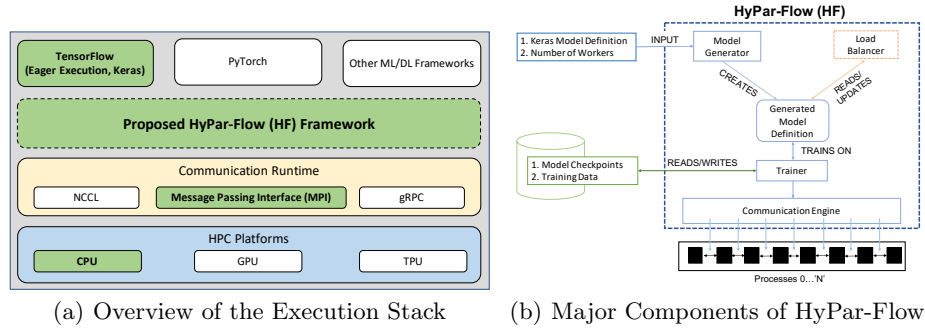 TensorFlow
(Eager Execution, Keras)
PyTorch
Other ML/DL Frameworks
Proposed HyPar-Flow (HF) Framework
Communication Runtime
NCCL
Message Passing Interface (MPI)
gRPC
HPC Platforms
CPU
GPU
TPU
(a) Overview of the Execution Stack
HyPar-Flow (HF)
1. Keras Model Definition
2. Number of Workers
INPUT
Model
Generator
Load
Balancer
CREATES
READS/
UPDATES
Generated
Model
Definition
TRAINS ON
1. Model Checkpoints
2. Training Data
READS/WRITES
Trainer
Communication Engine
Processes 0...'N'
(b) Major Components of HyPar-Flow